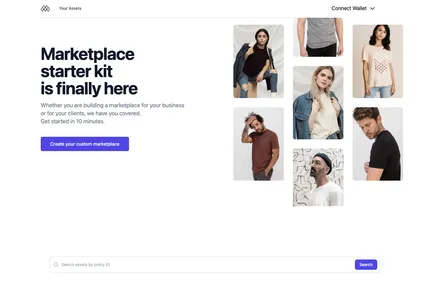 Your Assets
Connect Wallet
Marketplace
starter kit
is finally here
Whether you are building a marketplace for your business
or for your clients, we have you covered.
Get started in 10 minutes.
Create your custom marketplace
Search assets by policy ID
Search